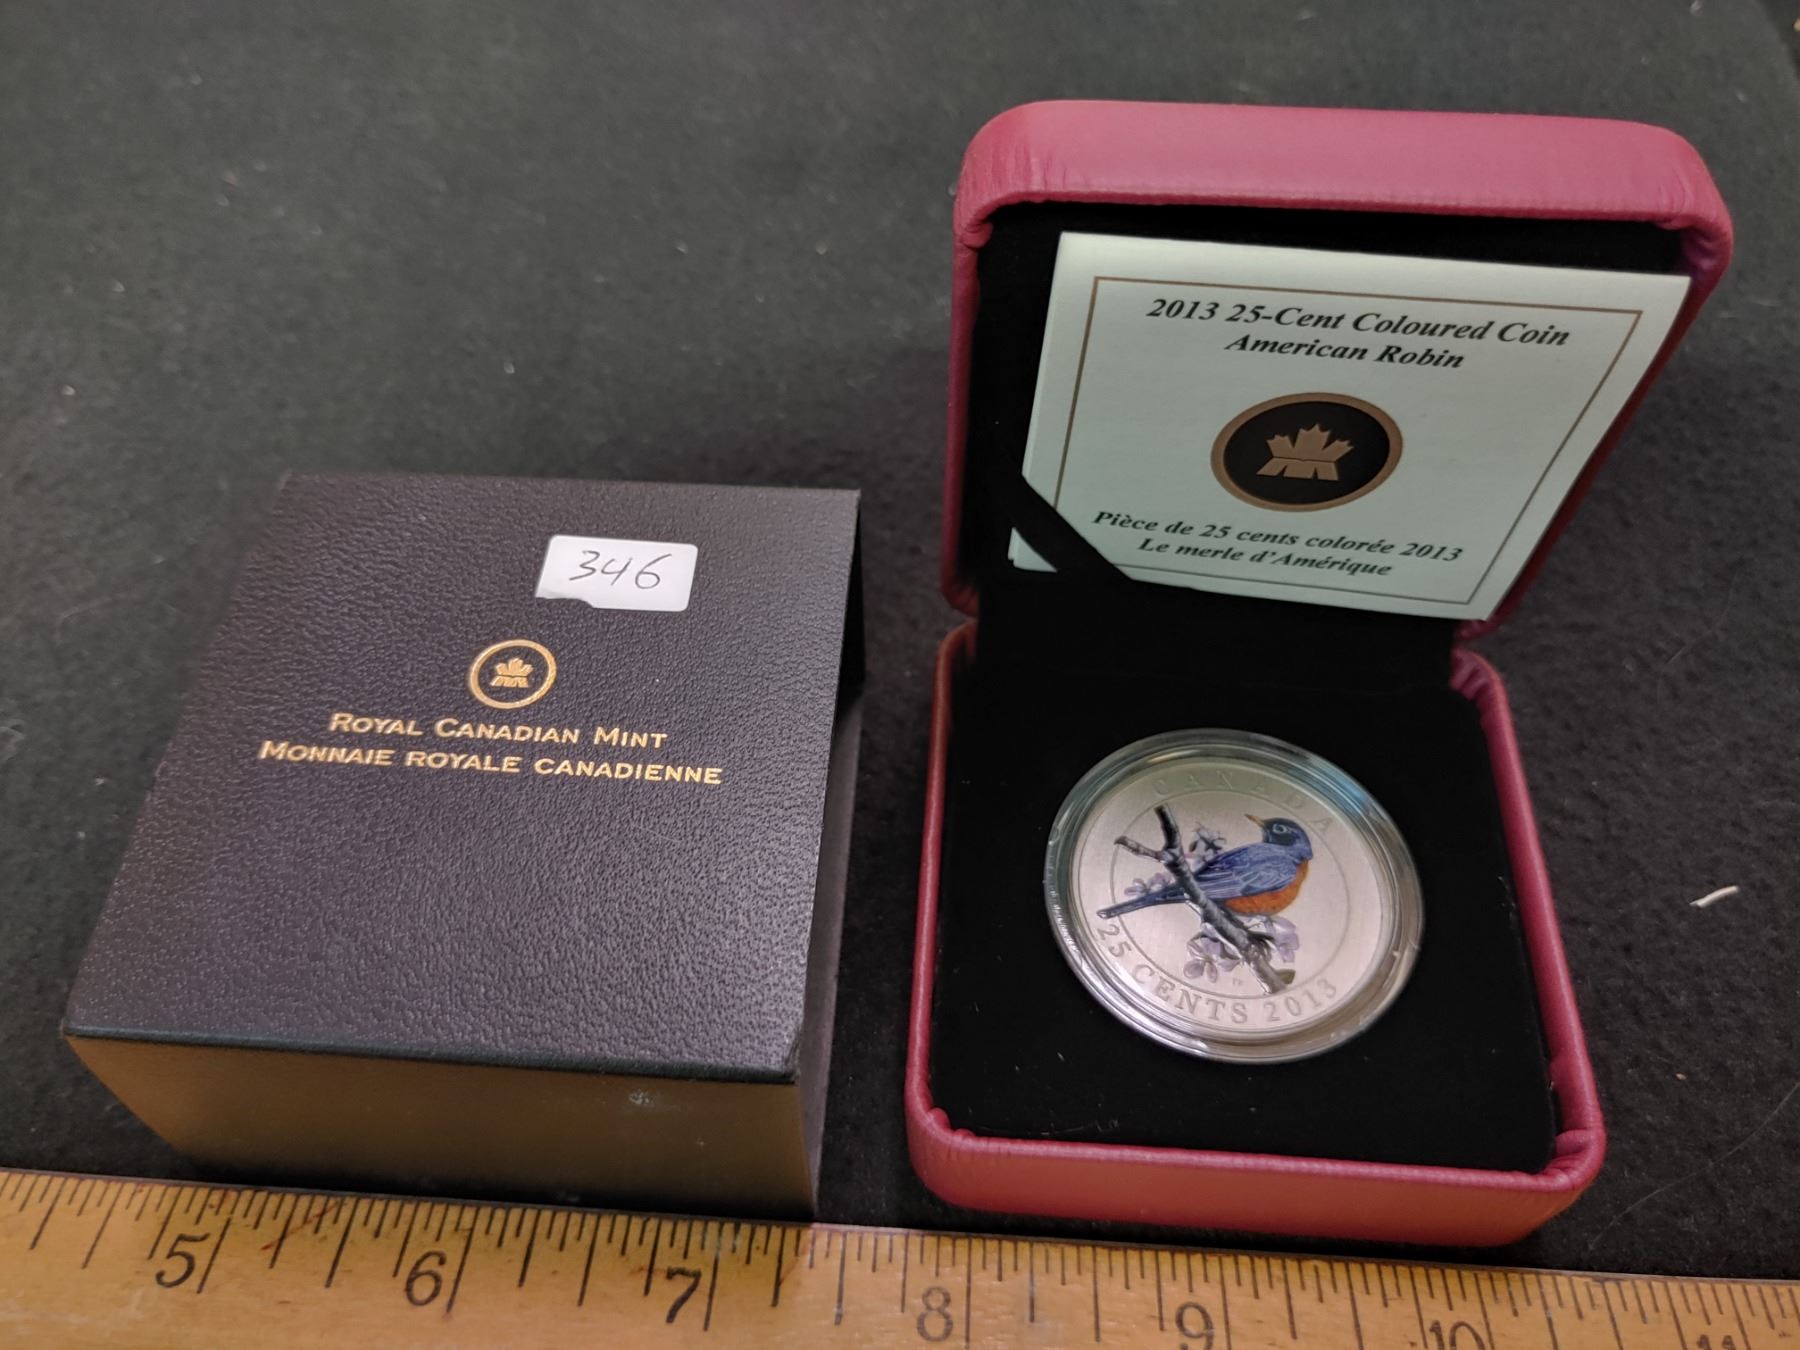 346
ROYAL CANADIAN MINT
MONNAIE ROYALE CANADIENNE
2013 25-Cent Coloured Coin
American Robin
Pièce de 25 cents colorée 2013
Le merle d'Amérique
CANADA
25 CENTS 2013
5 6 7 8 9 10 11